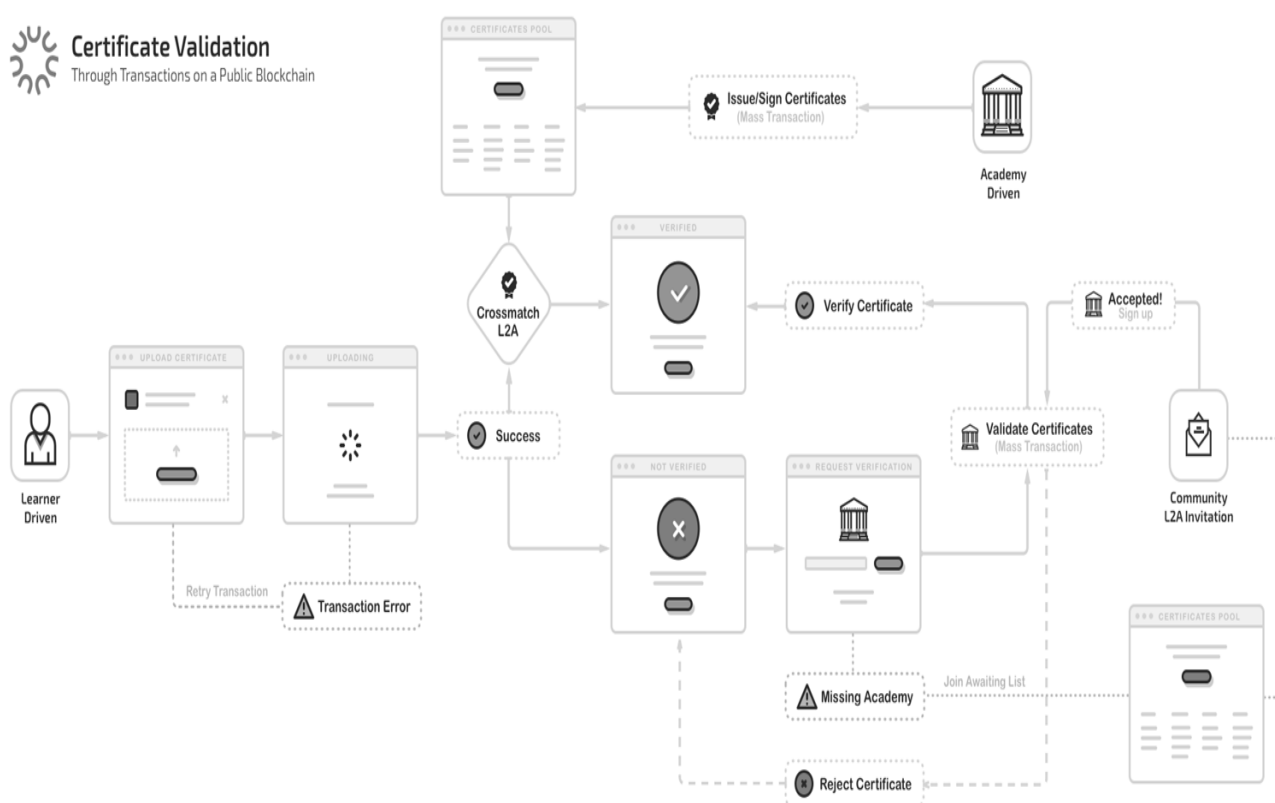 Certificate Validation
Through Transactions on a Public Blockchain
CERTIFICATES POOL
Issue/Sign Certificates
(Mass Transaction)
Academy
Driven
VERIFIED
Crossmatch
L2A
Verify Certificate
Accepted!
Sign up
UPLOAD CERTIFICATE
UPLOADING
Success
Validate Certificates
(Mass Transaction)
Learner
Driven
NOT VERIFIED
REQUEST VERIFICATION
Community
L2A Invitation
Retry Transaction
Transaction Error
CERTIFICATES POOL
Missing Academy
Join Awaiting List
Reject Certificate